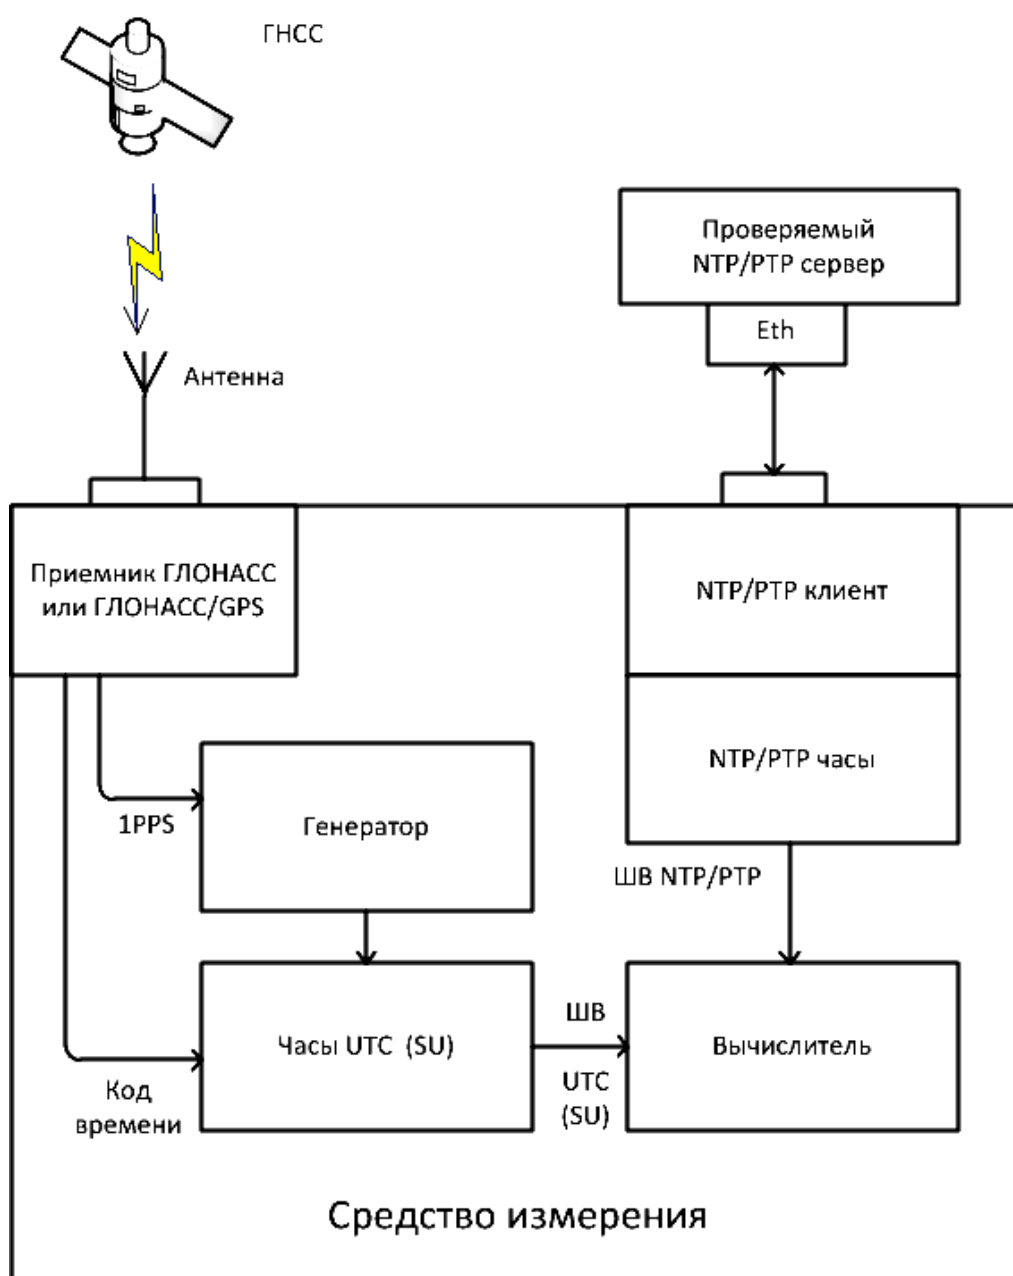 ГНСС
Проверяемый
NTP/PTP сервер
Eth
Антенна
Приемник ГЛОНАСС
или ГЛОНАСС/GPS
NTP/PTP клиент
NTP/PTP часы
1PPS
Генератор
ШВ NTP/PTP
Часы UTC (SU)
ШВ
UTC
(SU)
Вычислитель
Код
времени
Средство измерения